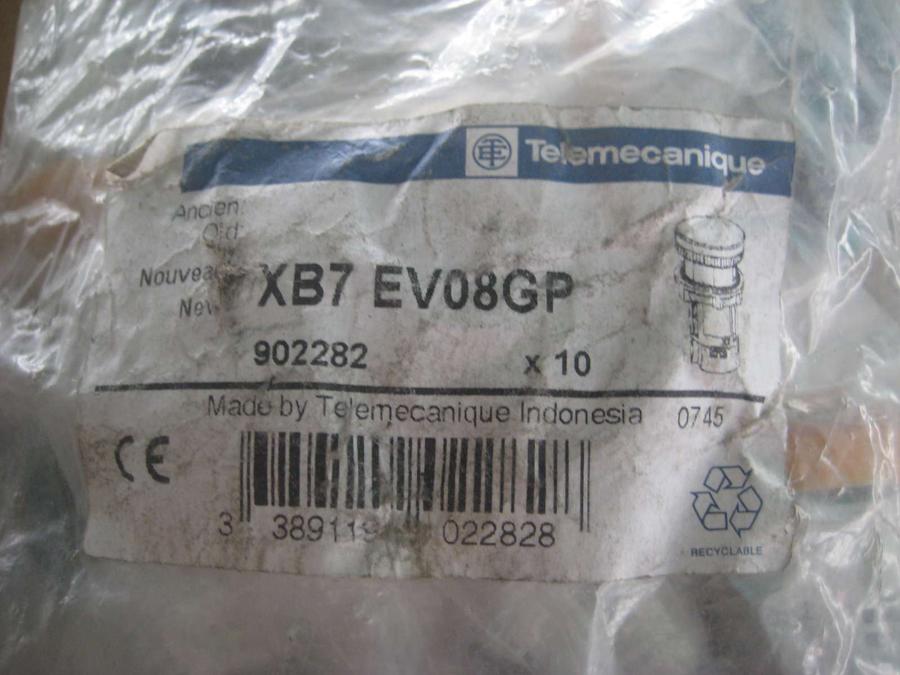 Telemecanique
Ancien:
Old:
Nouveau:
New:
XB7 EV08GP
902282 x 10
Made by Telemecanique Indonesia 0745
CE
3 389119 022828
RECYCLABLE